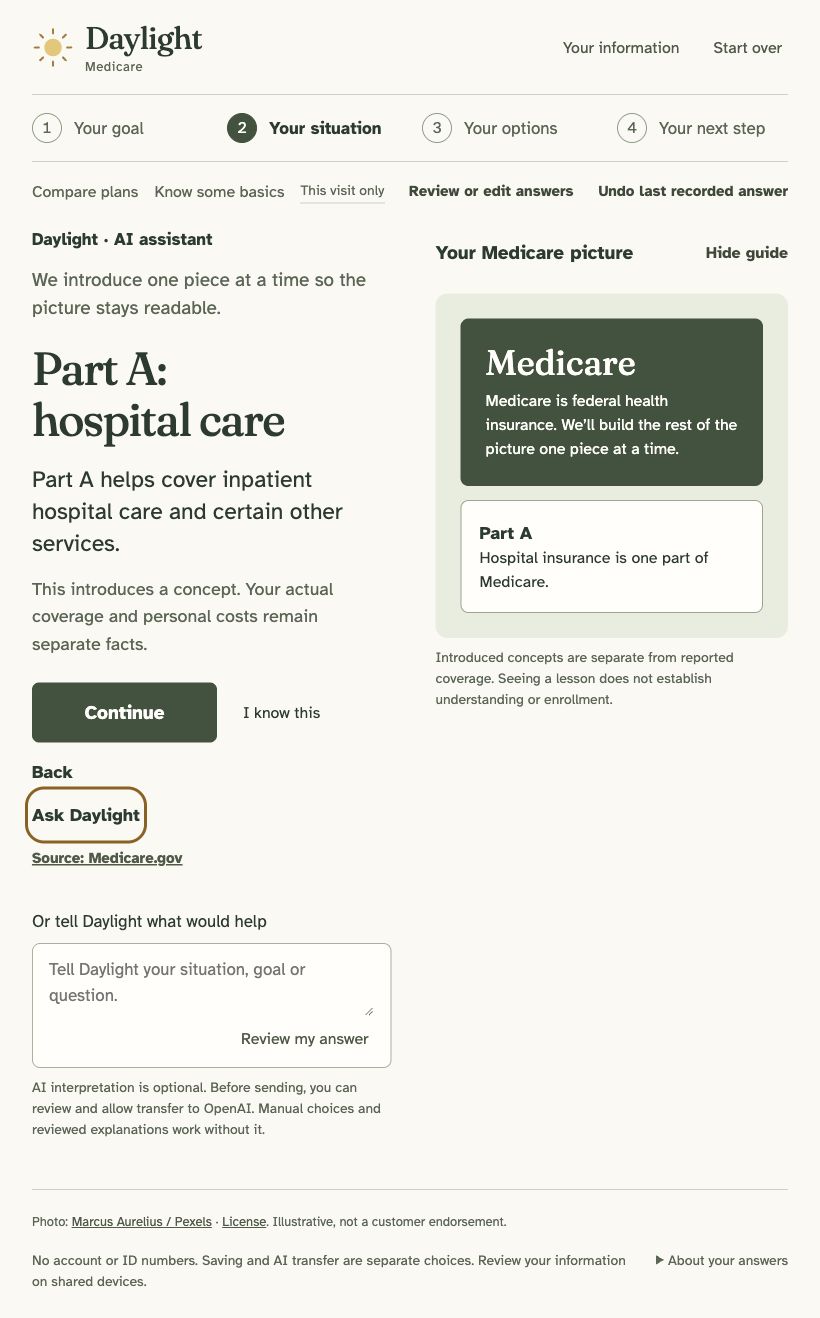 Daylight
Medicare
Your information
Start over
1 Your goal
2 Your situation
3 Your options
4 Your next step
Compare plans
Know some basics
This visit only
Review or edit answers
Undo last recorded answer
Daylight · AI assistant
We introduce one piece at a time so the
picture stays readable.
Part A:
hospital care
Part A helps cover inpatient
hospital care and certain other
services.
This introduces a concept. Your actual
coverage and personal costs remain
separate facts.
Continue
I know this
Back
Ask Daylight
Source: Medicare.gov
Or tell Daylight what would help
Tell Daylight your situation, goal or
question.
Review my answer
AI interpretation is optional. Before sending, you can
review and allow transfer to OpenAI. Manual choices and
reviewed explanations work without it.
Your Medicare picture
Hide guide
Medicare
Medicare is federal health
insurance. We’ll build the rest of the
picture one piece at a time.
Part A
Hospital insurance is one part of
Medicare.
Introduced concepts are separate from reported
coverage. Seeing a lesson does not establish
understanding or enrollment.
Photo: Marcus Aurelius / Pexels · License. Illustrative, not a customer endorsement.
No account or ID numbers. Saving and AI transfer are separate choices. Review your information
on shared devices.
About your answers